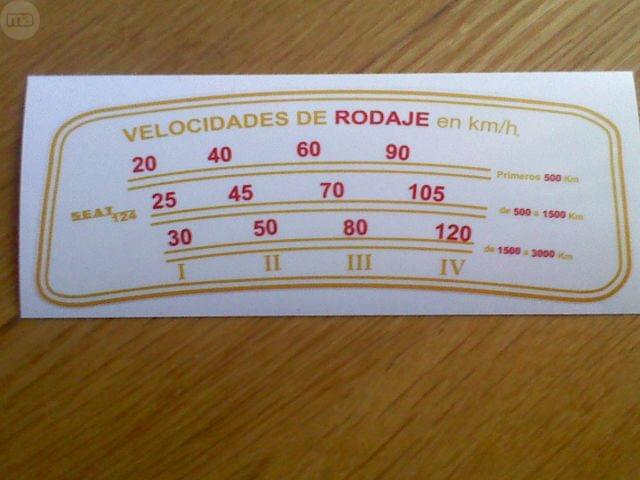 VELOCIDADES DE RODAJE en km/h.
20 40 60 90 Primeros 500 Km
SEAT 124
25 45 70 105 de 500 a 1500 Km
30 50 80 120 de 1500 a 3000 Km
I II III IV